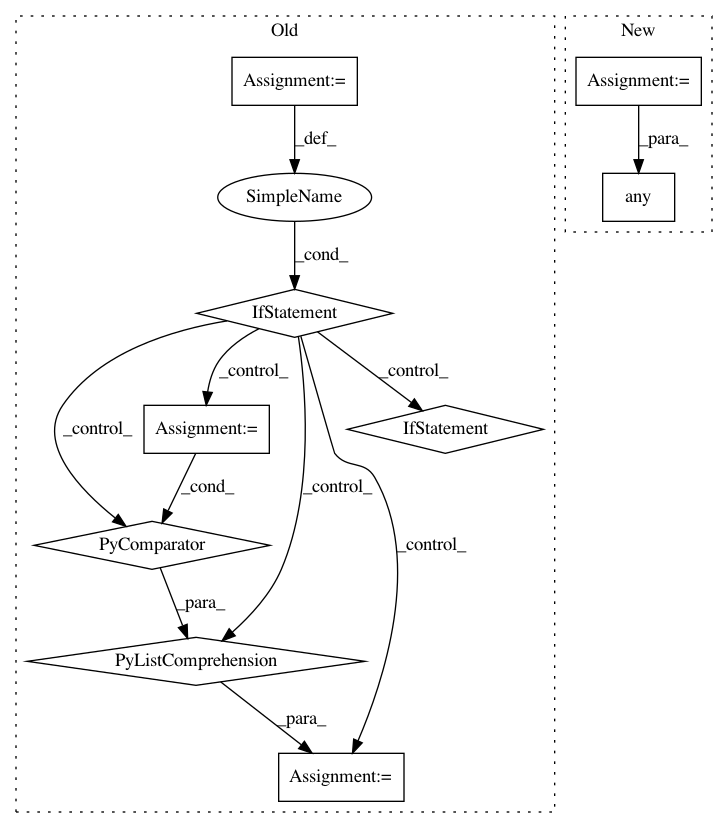 Old
New
Assignment:=
Assignment:=
_def_
_para_
SimpleName
any
_cond_
IfStatement
_control_
_control_
_control_
Assignment:=
IfStatement
_cond_
_control_
PyComparator
_control_
_para_
PyListComprehension
_para_
Assignment:=